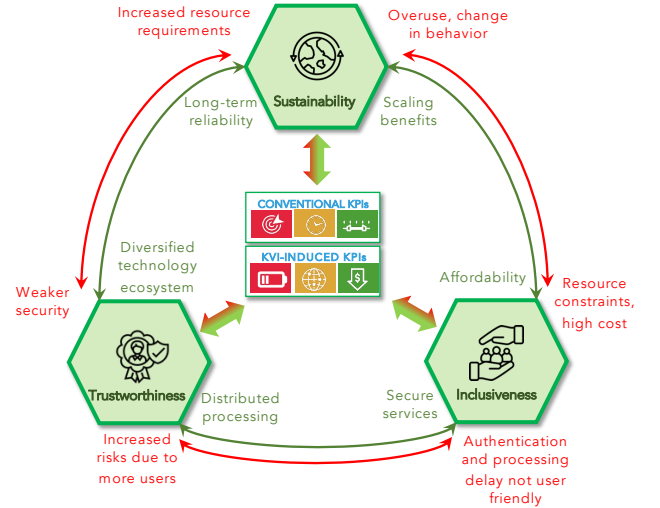 Increased resource
requirements
Overuse, change
in behavior
Sustainability
Long-term
reliability
Scaling
benefits
CONVENTIONAL KPIs
KVI-INDUCED KPIs
$
Diversified
technology
ecosystem
Affordability
Weaker
security
Resource
constraints,
high cost
Trustworthiness
Inclusiveness
Distributed
processing
Secure
services
Increased
risks due to
more users
Authentication
and processing
delay not user
friendly